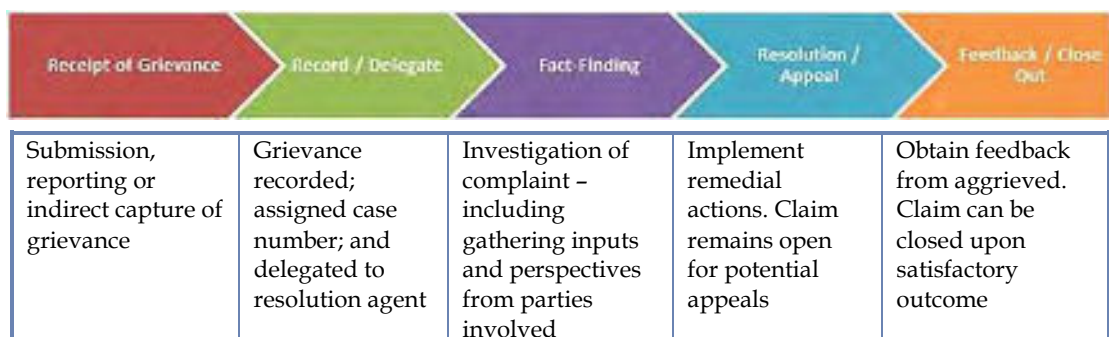 Receipt of Grievance
Record / Delegate
Fact-Finding
Resolution /
Appeal
Feedback / Close
Out
Submission,
reporting or
indirect capture of
grievance
Grievance
recorded;
assigned case
number; and
delegated to
resolution agent
Investigation of
complaint –
including
gathering inputs
and perspectives
from parties
involved
Implement
remedial
actions. Claim
remains open
for potential
appeals
Obtain feedback
from aggrieved.
Claim can be
closed upon
satisfactory
outcome